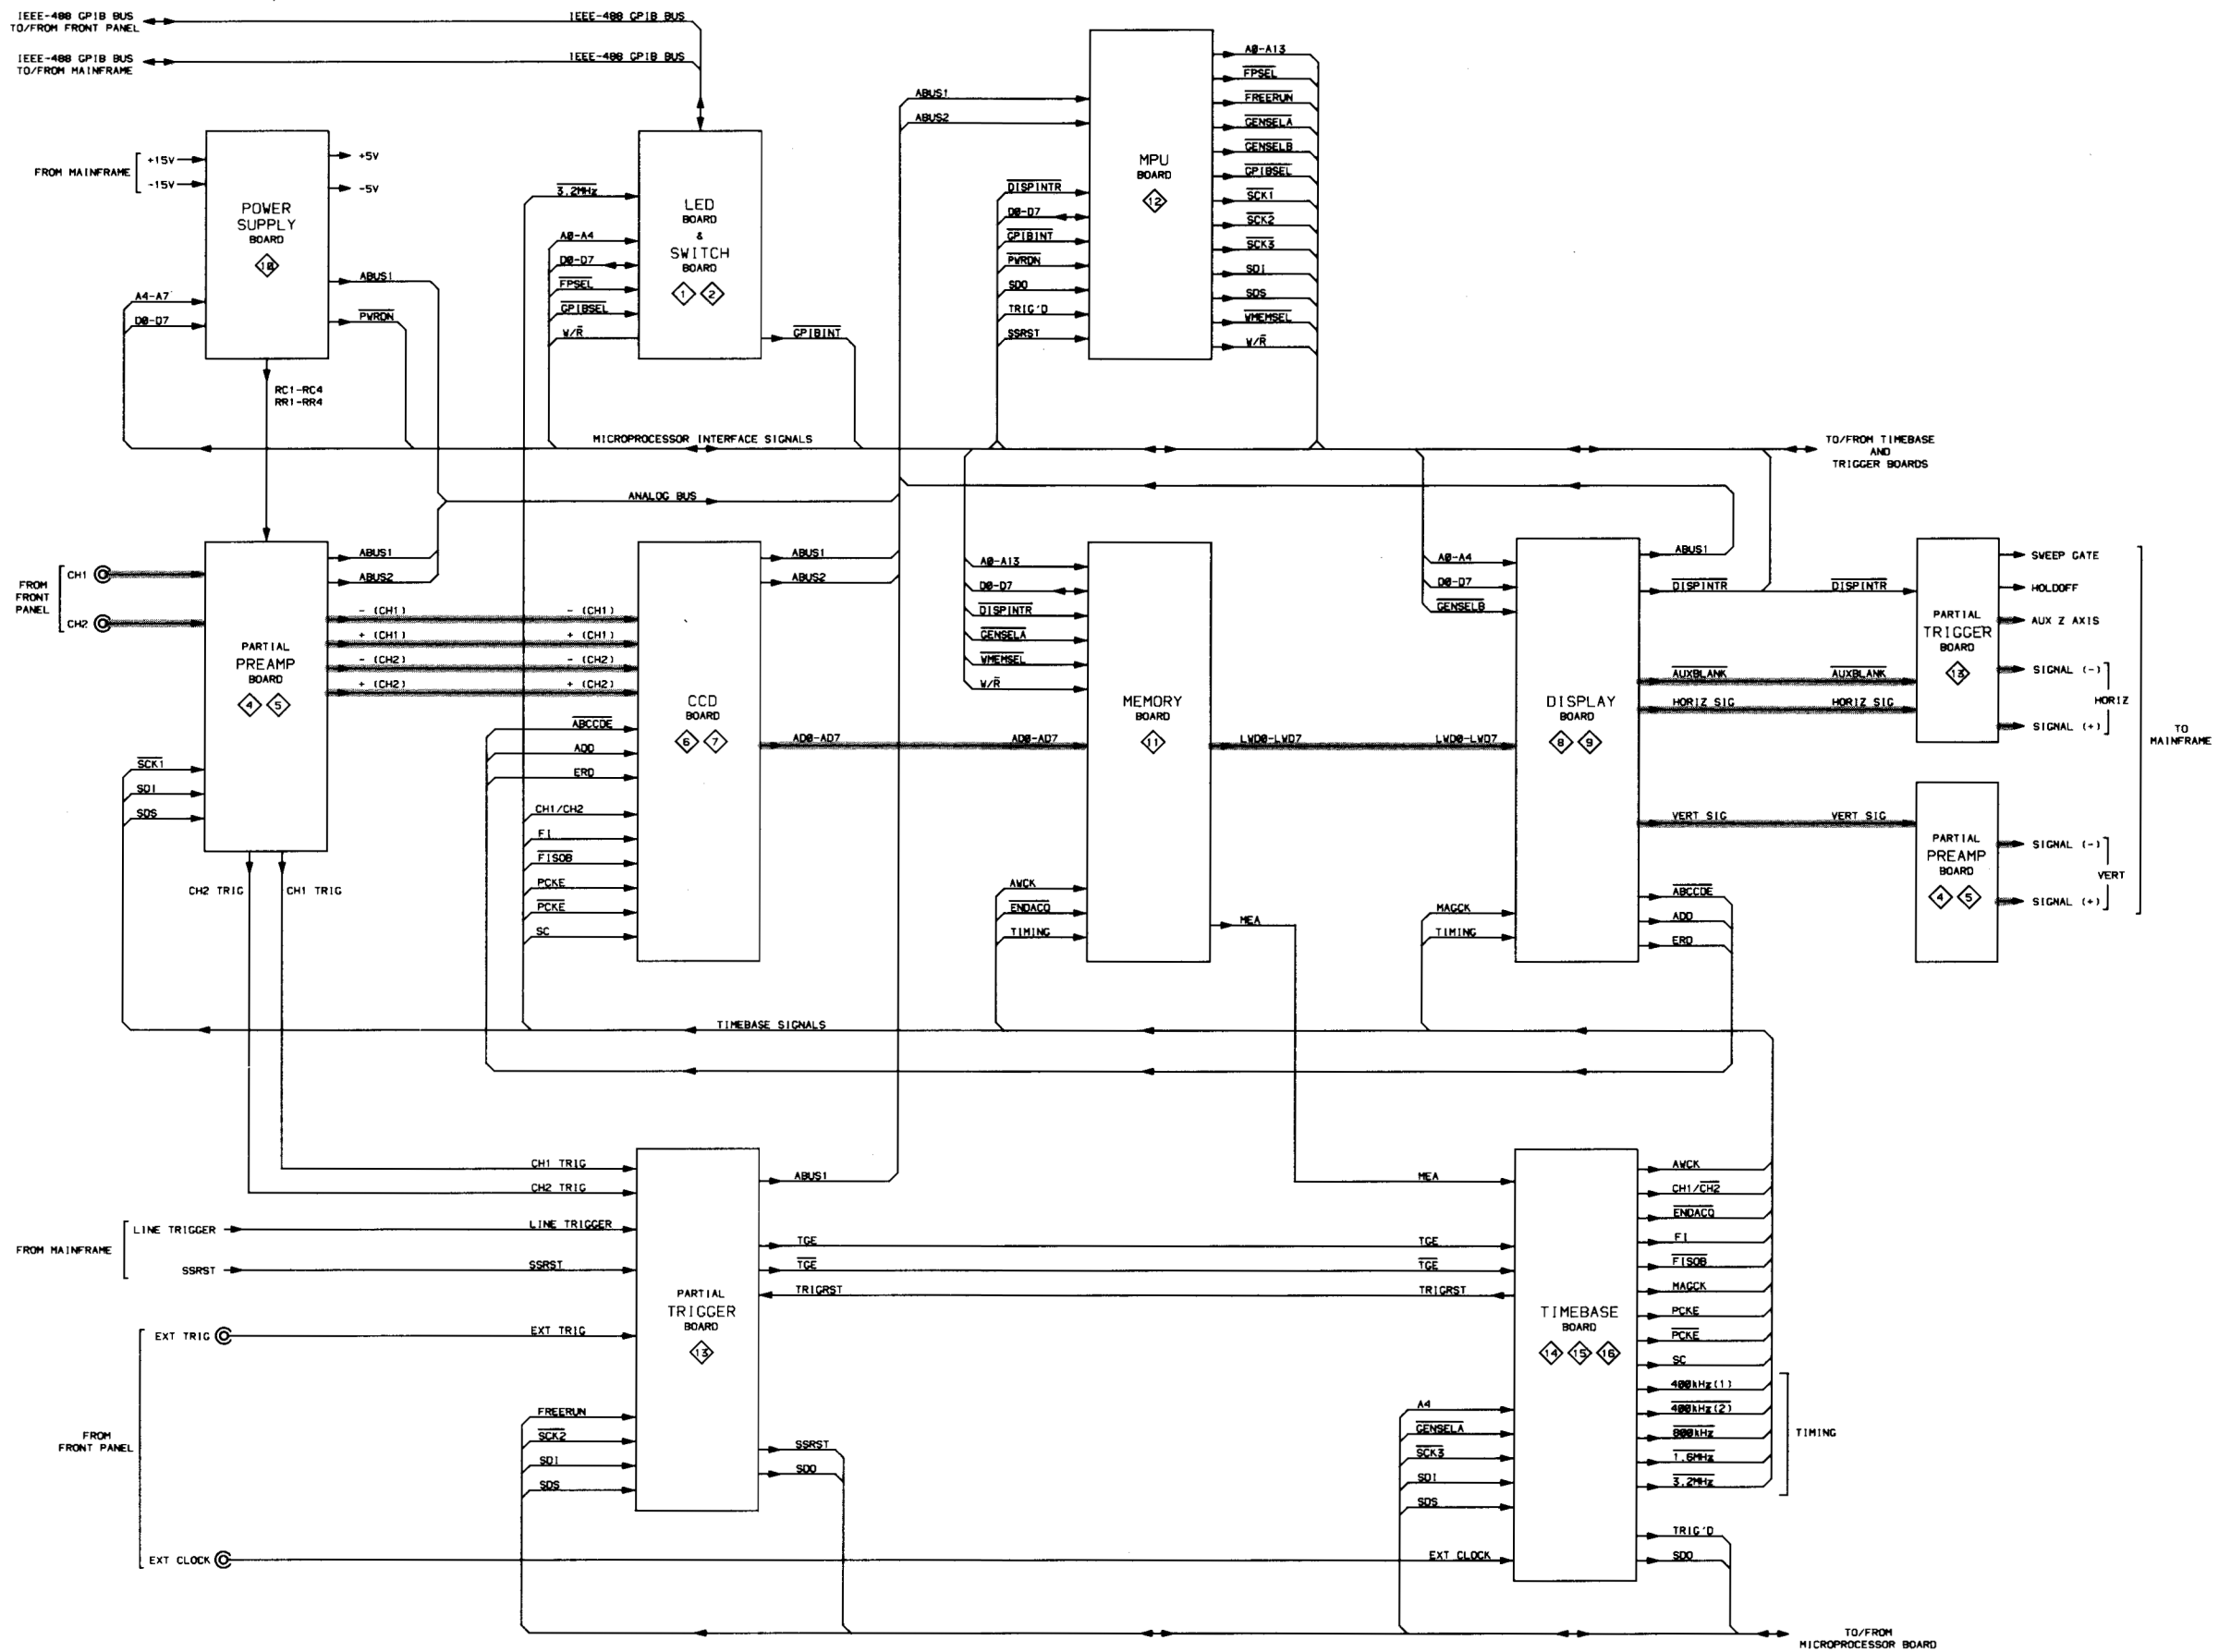 IEEE-488 GPIB BUS
TO/FROM FRONT PANEL
IEEE-488 GPIB BUS
IEEE-488 GPIB BUS
TO/FROM MAINFRAME
IEEE-488 GPIB BUS
FROM MAINFRAME
+15V
-15V
+5V
-5V
POWER
SUPPLY
BOARD
10
A4-A7
D0-D7
ABUS1
PWRDN
RC1-RC4
RR1-RR4
3.2MHz
A0-A4
D0-D7
FPSEL
GPIBSEL
W/R
LED
BOARD
&
SWITCH
BOARD
1 2
GPIBINT
ABUS1
ABUS2
DISPINTR
D0-D7
GPIBINT
PWRDN
SDO
TRIG'D
SSRST
MPU
BOARD
12
A0-A13
FPSEL
FREERUN
GENSELA
GENSELB
GPIBSEL
SCK1
SCK2
SCK3
SDI
SDS
WMEMSEL
W/R
MICROPROCESSOR INTERFACE SIGNALS
TO/FROM TIMEBASE
AND
TRIGGER BOARDS
ANALOG BUS
FROM
FRONT
PANEL
CH1
CH2
SCK1
SDI
SDS
PARTIAL
PREAMP
BOARD
4 5
ABUS1
ABUS2
- (CH1)
+ (CH1)
- (CH2)
+ (CH2)
CH2 TRIG
CH1 TRIG
- (CH1)
+ (CH1)
- (CH2)
+ (CH2)
ABCCDE
ADD
ERD
CH1/CH2
FI
FISOB
PCKE
PCKE
SC
CCD
BOARD
6 7
ABUS1
ABUS2
AD0-AD7
A0-A13
D0-D7
DISPINTR
GENSELA
WMEMSEL
W/R
AD0-AD7
AWCK
ENDACQ
TIMING
MEMORY
BOARD
11
LWD0-LWD7
MEA
A0-A4
D0-D7
GENSELB
LWD0-LWD7
MAGCK
TIMING
DISPLAY
BOARD
8 9
ABUS1
DISPINTR
AUXBLANK
HORIZ SIG
VERT SIG
ABCCDE
ADD
ERD
DISPINTR
AUXBLANK
HORIZ SIG
VERT SIG
PARTIAL
TRIGGER
BOARD
13
SWEEP GATE
HOLDOFF
AUX Z AXIS
SIGNAL (-)
HORIZ
SIGNAL (+)
TO
MAINFRAME
PARTIAL
PREAMP
BOARD
4 5
SIGNAL (-)
VERT
SIGNAL (+)
TIMEBASE SIGNALS
FROM MAINFRAME
LINE TRIGGER
SSRST
FROM
FRONT PANEL
EXT TRIG
EXT CLOCK
CH1 TRIG
CH2 TRIG
LINE TRIGGER
SSRST
EXT TRIG
FREERUN
SCK2
SDI
SDS
PARTIAL
TRIGGER
BOARD
13
ABUS1
TGE
TGE
TRIGRST
SSRST
SDO
MEA
TGE
TGE
TRIGRST
A4
GENSELA
SCK3
SDI
SDS
EXT CLOCK
TIMEBASE
BOARD
14 15 16
AWCK
CH1/CH2
ENDACQ
FI
FISOB
MAGCK
PCKE
PCKE
SC
400kHz(1)
400kHz(2)
800kHz
1.6MHz
3.2MHz
TIMING
TRIG'D
SDO
TO/FROM
MICROPROCESSOR BOARD